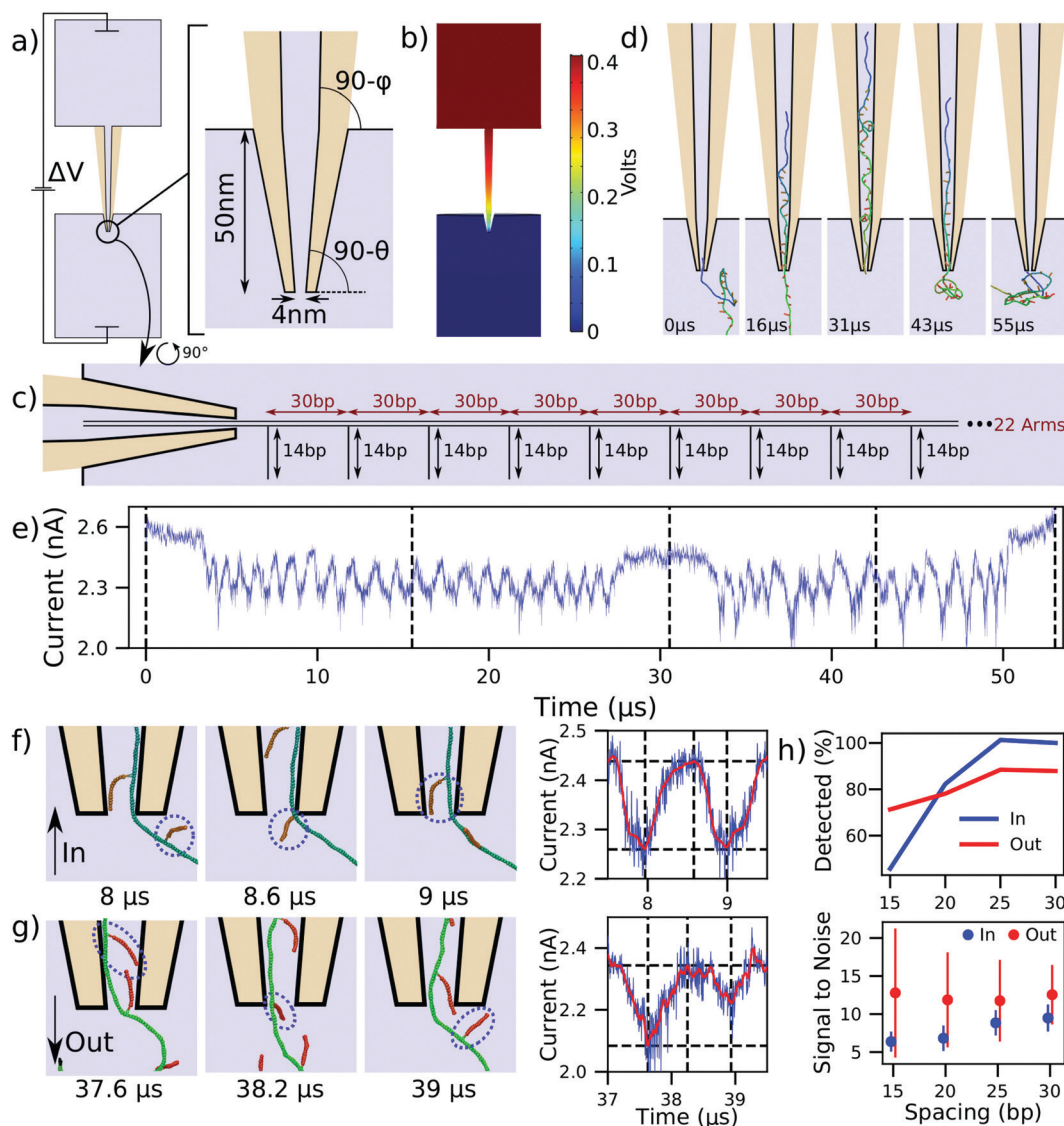 a)
ΔV
50nm
90-φ
90-θ
4nm
90°
b)
0.4
0.3
0.2
0.1
0
Volts
d)
0μs
16μs
31μs
43μs
55μs
c)
30bp 30bp 30bp 30bp 30bp 30bp 30bp 30bp
14bp 14bp 14bp 14bp 14bp 14bp 14bp 14bp 14bp
•••22 Arms
e)
Current (nA)
2.6
2.3
2.0
0 10 20 30 40 50
Time (μs)
f)
In
8 μs
8.6 μs
9 μs
Current (nA)
2.5
2.4
2.3
2.2
8 9
g)
Out
37.6 μs
38.2 μs
39 μs
Current (nA)
2.4
2.2
2.0
37 38 39
Time (μs)
h)
Detected (%)
100
80
60
In
Out
15 20 25 30
Signal to Noise
20
15
10
5
In Out
15 20 25 30
Spacing (bp)